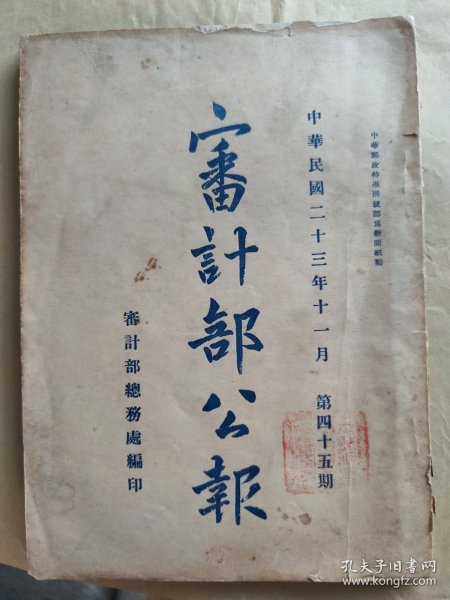 中華郵政特准掛號認爲新聞紙類
中華民國二十三年十一月 第四十五期
審計部公報
審計部總務處編印
孔夫子旧书网
www.kongfz.com